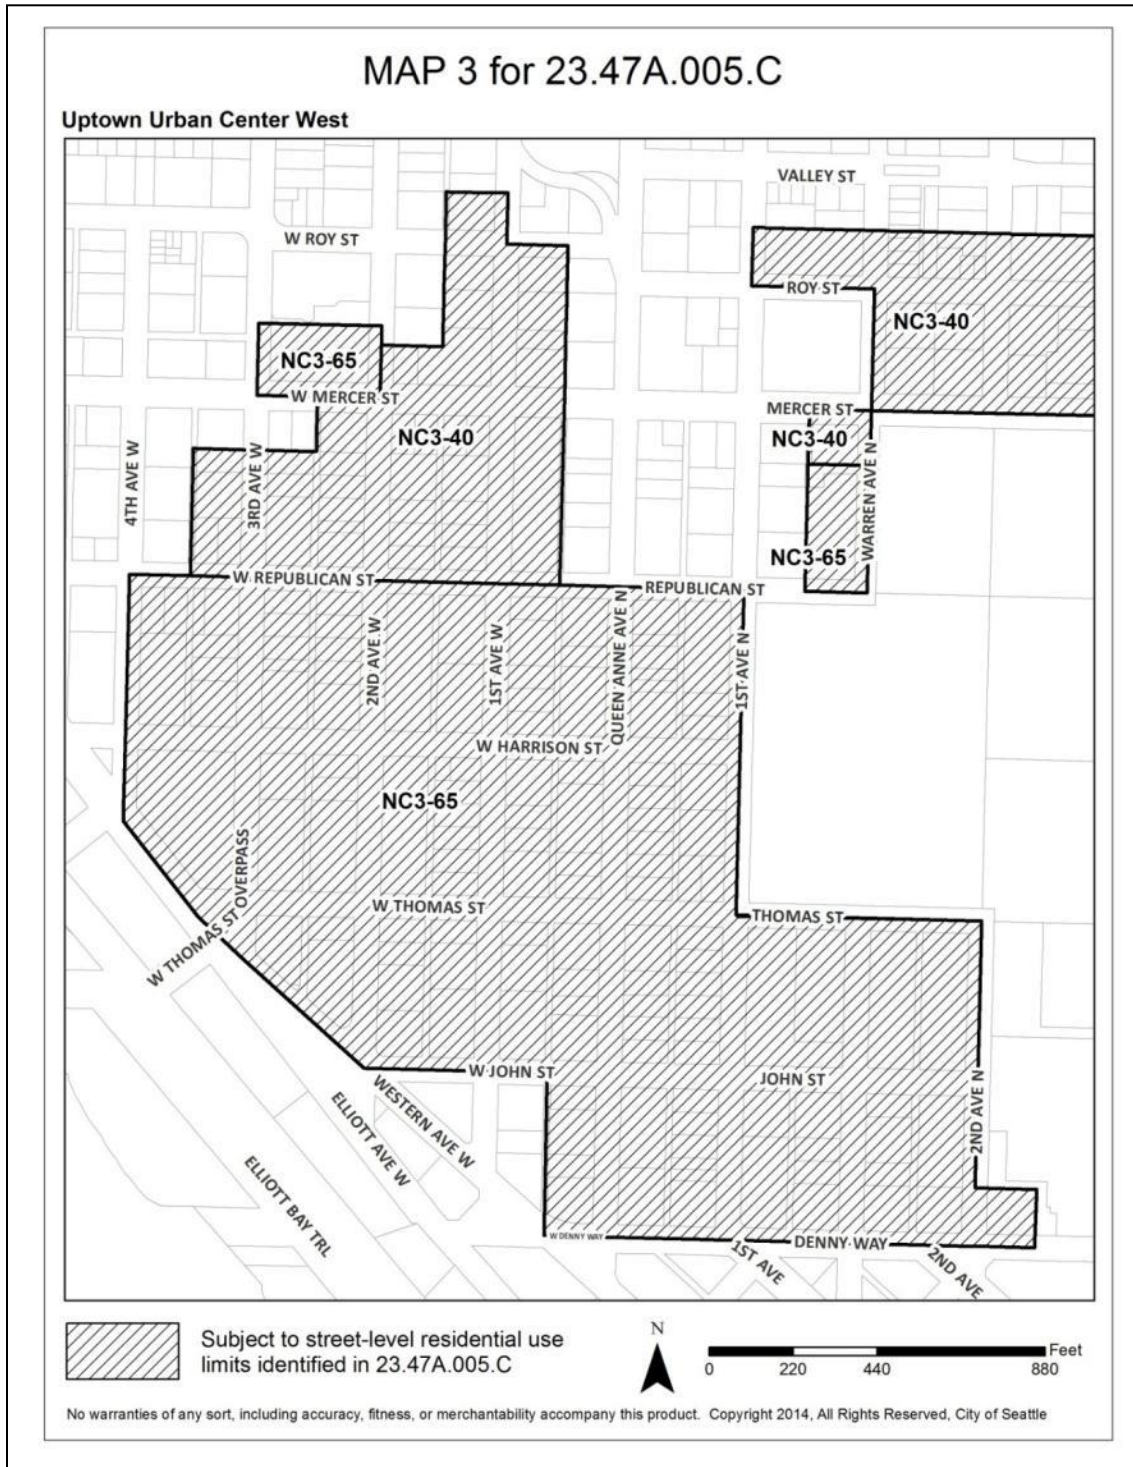 MAP 3 for 23.47A.005.C
Uptown Urban Center West
VALLEY ST
W ROY ST
ROY ST
NC3-40
NC3-65
W MERCER ST
MERCER ST
NC3-40
NC3-40
4TH AVE W
3RD AVE W
WARREN AVE N
NC3-65
W REPUBLICAN ST
REPUBLICAN ST
2ND AVE W
1ST AVE W
QUEEN ANNE AVE N
1ST AVE N
W HARRISON ST
NC3-65
W THOMAS ST
THOMAS ST
W THOMAS ST OVERPASS
W JOHN ST
JOHN ST
2ND AVE N
WESTERN AVE W
ELLIOTT AVE W
ELLIOTT BAY TRL
W DENNY WAY
DENNY WAY
1ST AVE
2ND AVE
Subject to street-level residential use
limits identified in 23.47A.005.C
N
Feet
0 220 440 880
No warranties of any sort, including accuracy, fitness, or merchantability accompany this product. Copyright 2014, All Rights Reserved, City of Seattle